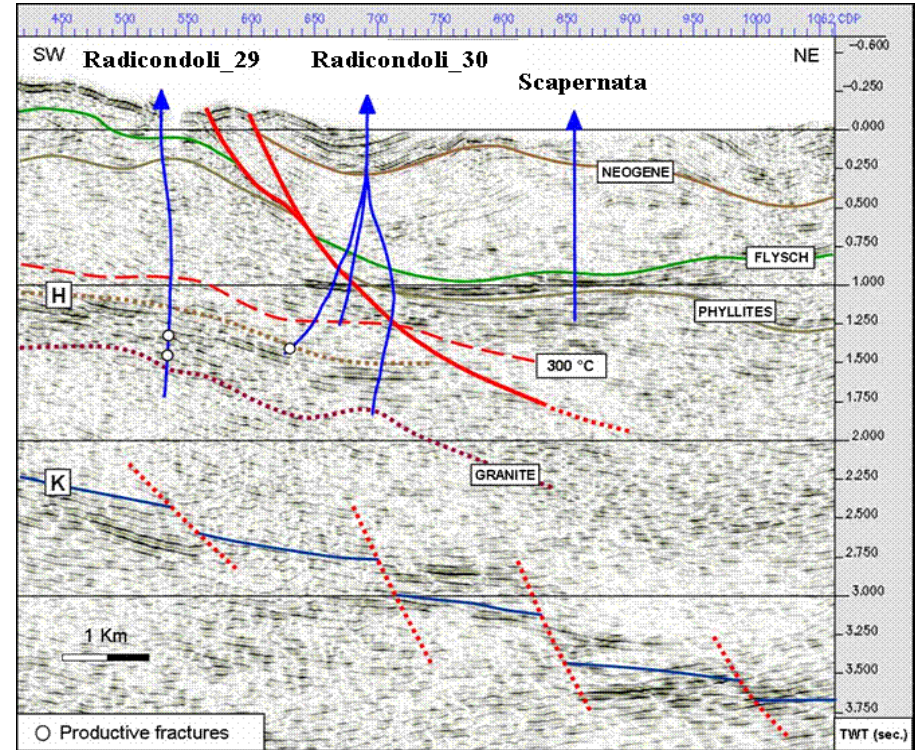 450 500 550 600 650 700 750 800 850 900 950 1000 1062 CDP
SW
Radicondoli_29
Radicondoli_30
NE
Scapernata
-0.600
-0.250
0.000
0.250
0.500
0.750
1.000
1.250
1.500
1.750
2.000
2.250
2.500
2.750
3.000
3.250
3.500
3.750
NEOGENE
FLYSCH
H
PHYLLITES
300 °C
GRANITE
K
1 Km
Productive fractures
TWT (sec.)